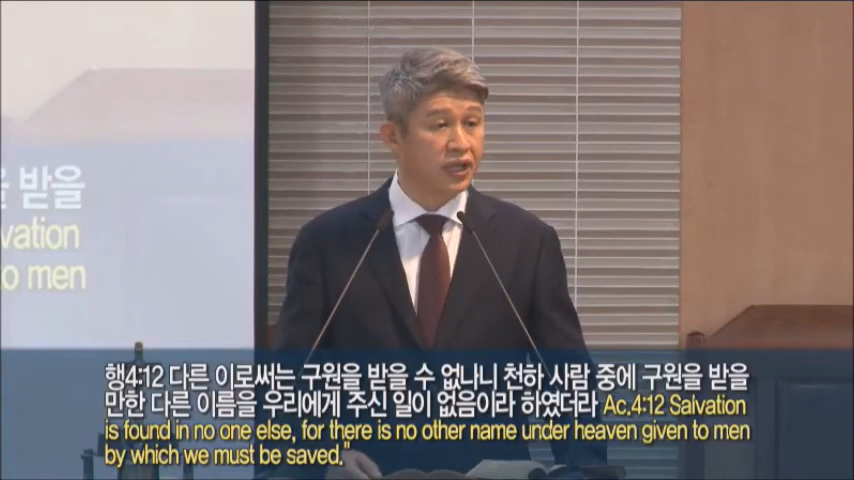 을 받을
vation
to men
행4:12 다른 이로써는 구원을 받을 수 없나니 천하 사람 중에 구원을 받을
만한 다른 이름을 우리에게 주신 일이 없음이라 하였더라 Ac.4:12 Salvation
is found in no one else, for there is no other name under heaven given to men
by which we must be saved."